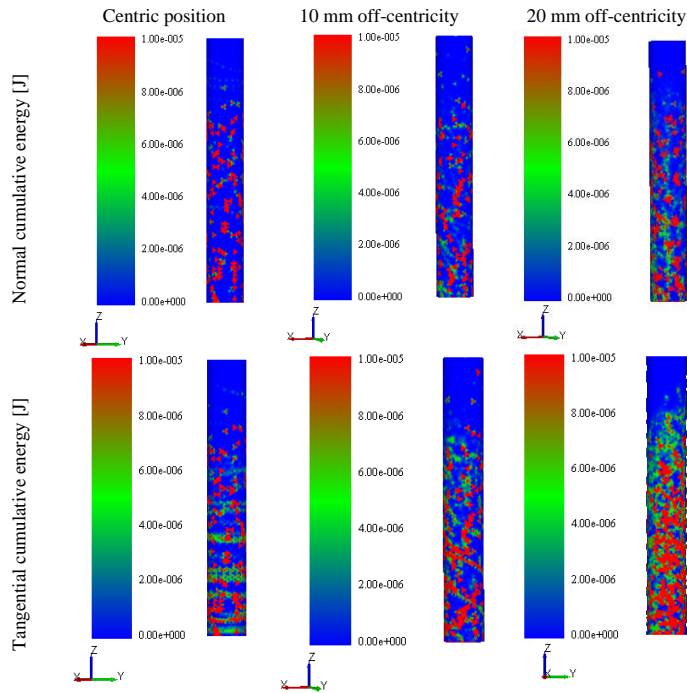 Centric position
10 mm off-centricity
20 mm off-centricity
Normal cumulative energy [J]
1.00e-005
8.00e-006
6.00e-006
4.00e-006
2.00e-006
0.00e+000
1.00e-005
8.00e-006
6.00e-006
4.00e-006
2.00e-006
0.00e+000
1.00e-005
8.00e-006
6.00e-006
4.00e-006
2.00e-006
0.00e+000
Z
X
Y
Z
X
Y
Z
X
Y
Tangential cumulative energy [J]
1.00e-005
8.00e-006
6.00e-006
4.00e-006
2.00e-006
0.00e+000
1.00e-005
8.00e-006
6.00e-006
4.00e-006
2.00e-006
0.00e+000
1.00e-005
8.00e-006
6.00e-006
4.00e-006
2.00e-006
0.00e+000
Z
X
Y
Z
X
Y
Z
X
Y